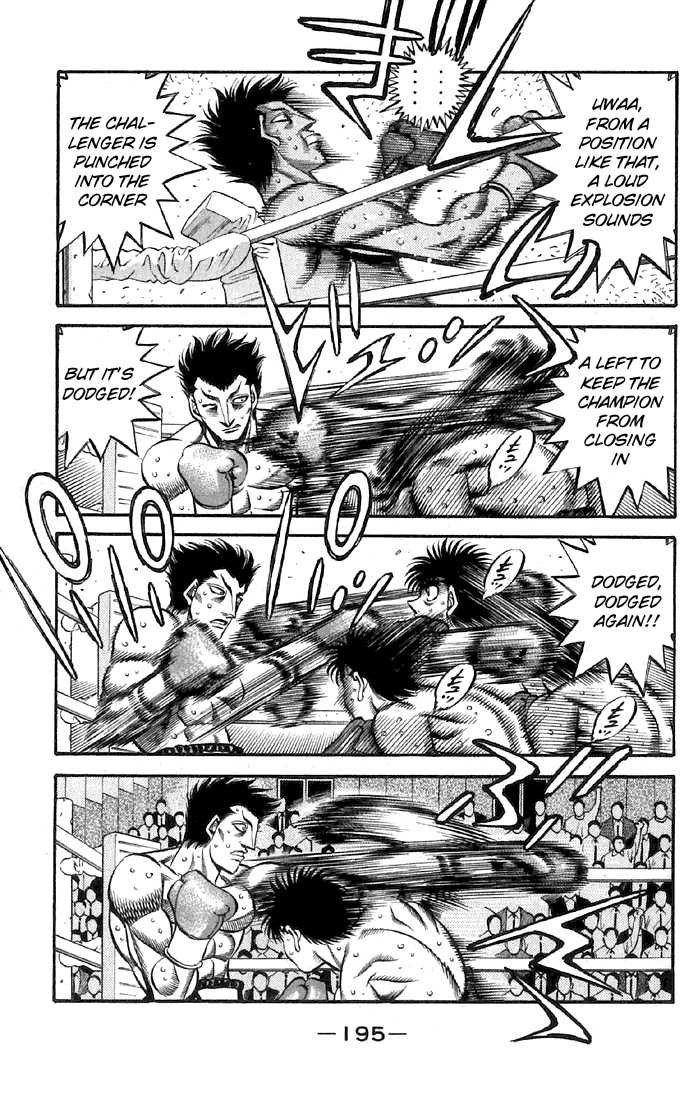 UWAA,
FROM A
POSITION
LIKE THAT,
A LOUD
EXPLOSION
SOUNDS
THE CHAL-
LENGER IS
PUNCHED
INTO THE
CORNER
A LEFT TO
KEEP THE
CHAMPION
FROM
CLOSING
IN
BUT IT'S
DODGED!
DODGED,
DODGED
AGAIN!!
—195—